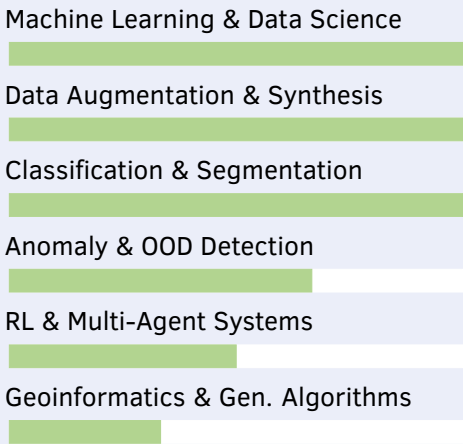 Machine Learning & Data Science
Data Augmentation & Synthesis
Classification & Segmentation
Anomaly & OOD Detection
RL & Multi-Agent Systems
Geoinformatics & Gen. Algorithms